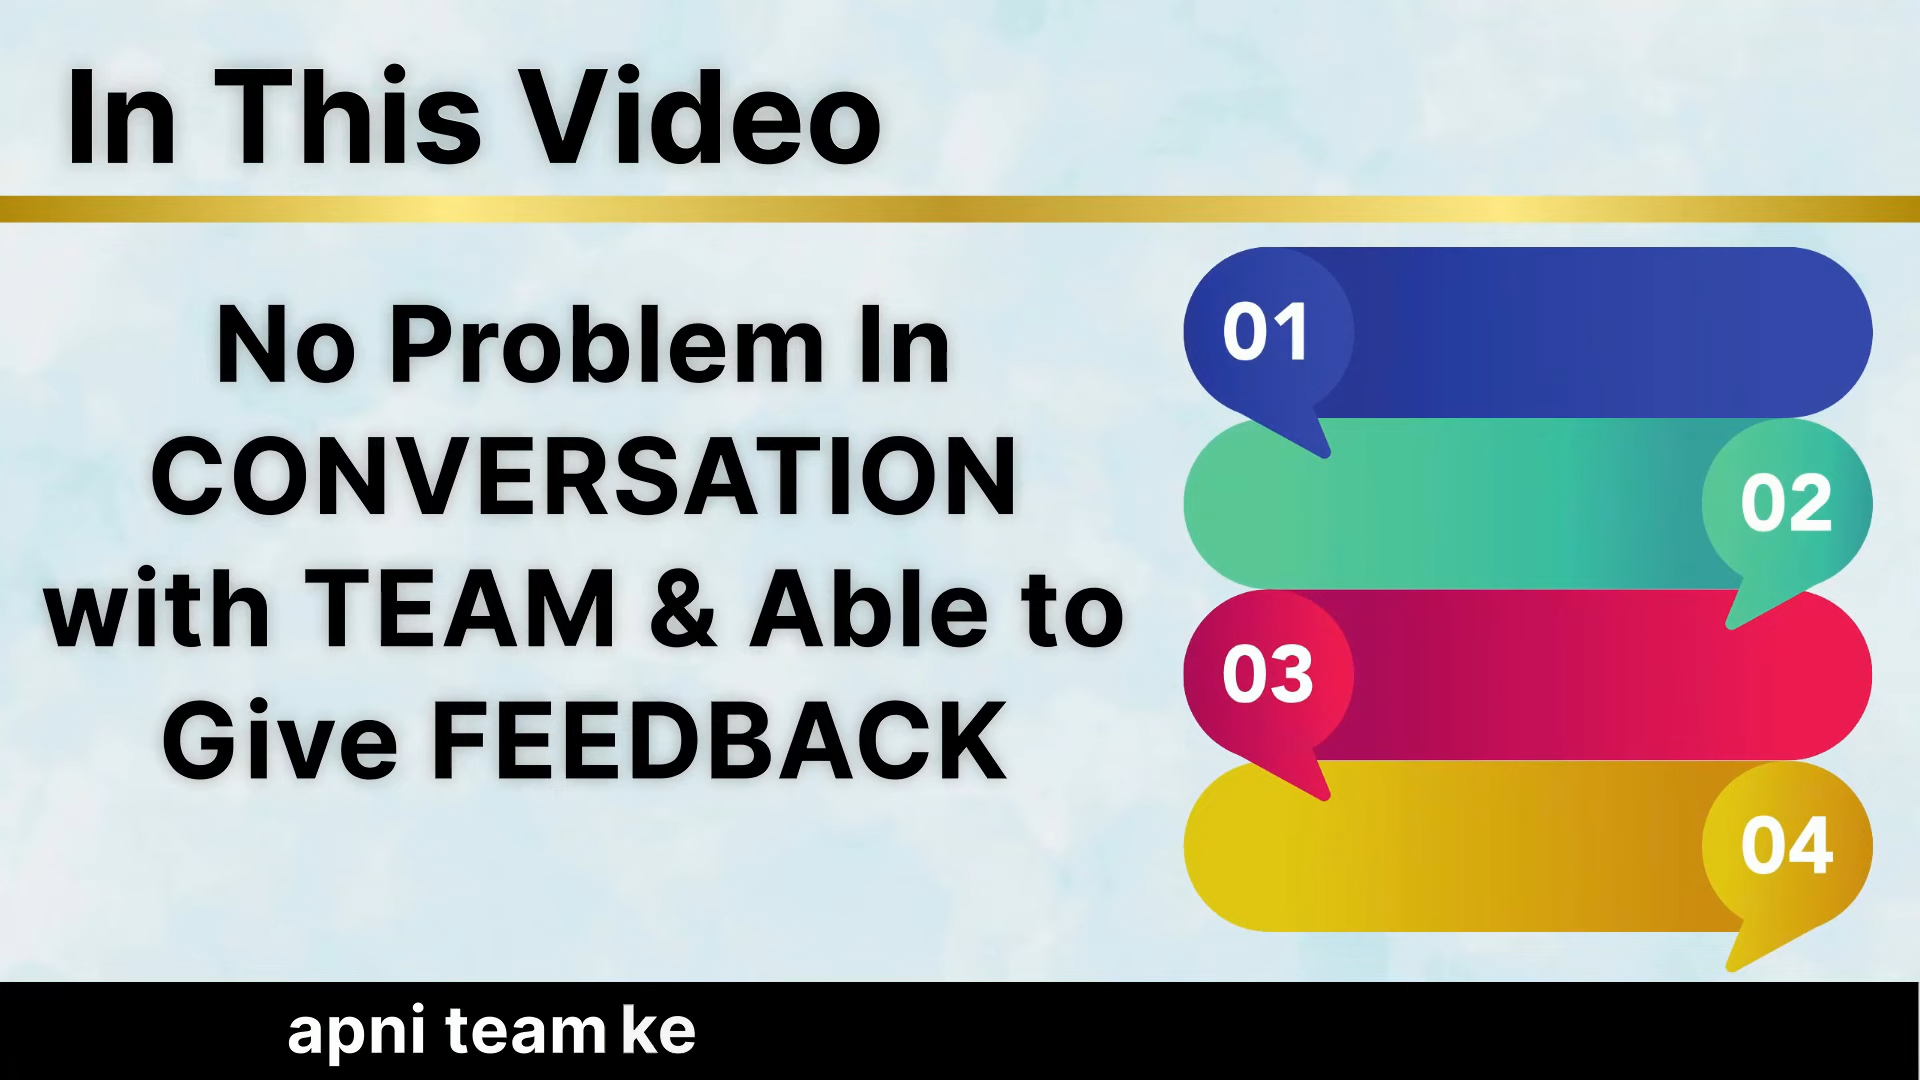 In This Video
No Problem In
CONVERSATION
with TEAM & Able to
Give FEEDBACK
01
02
03
04
apni team ke